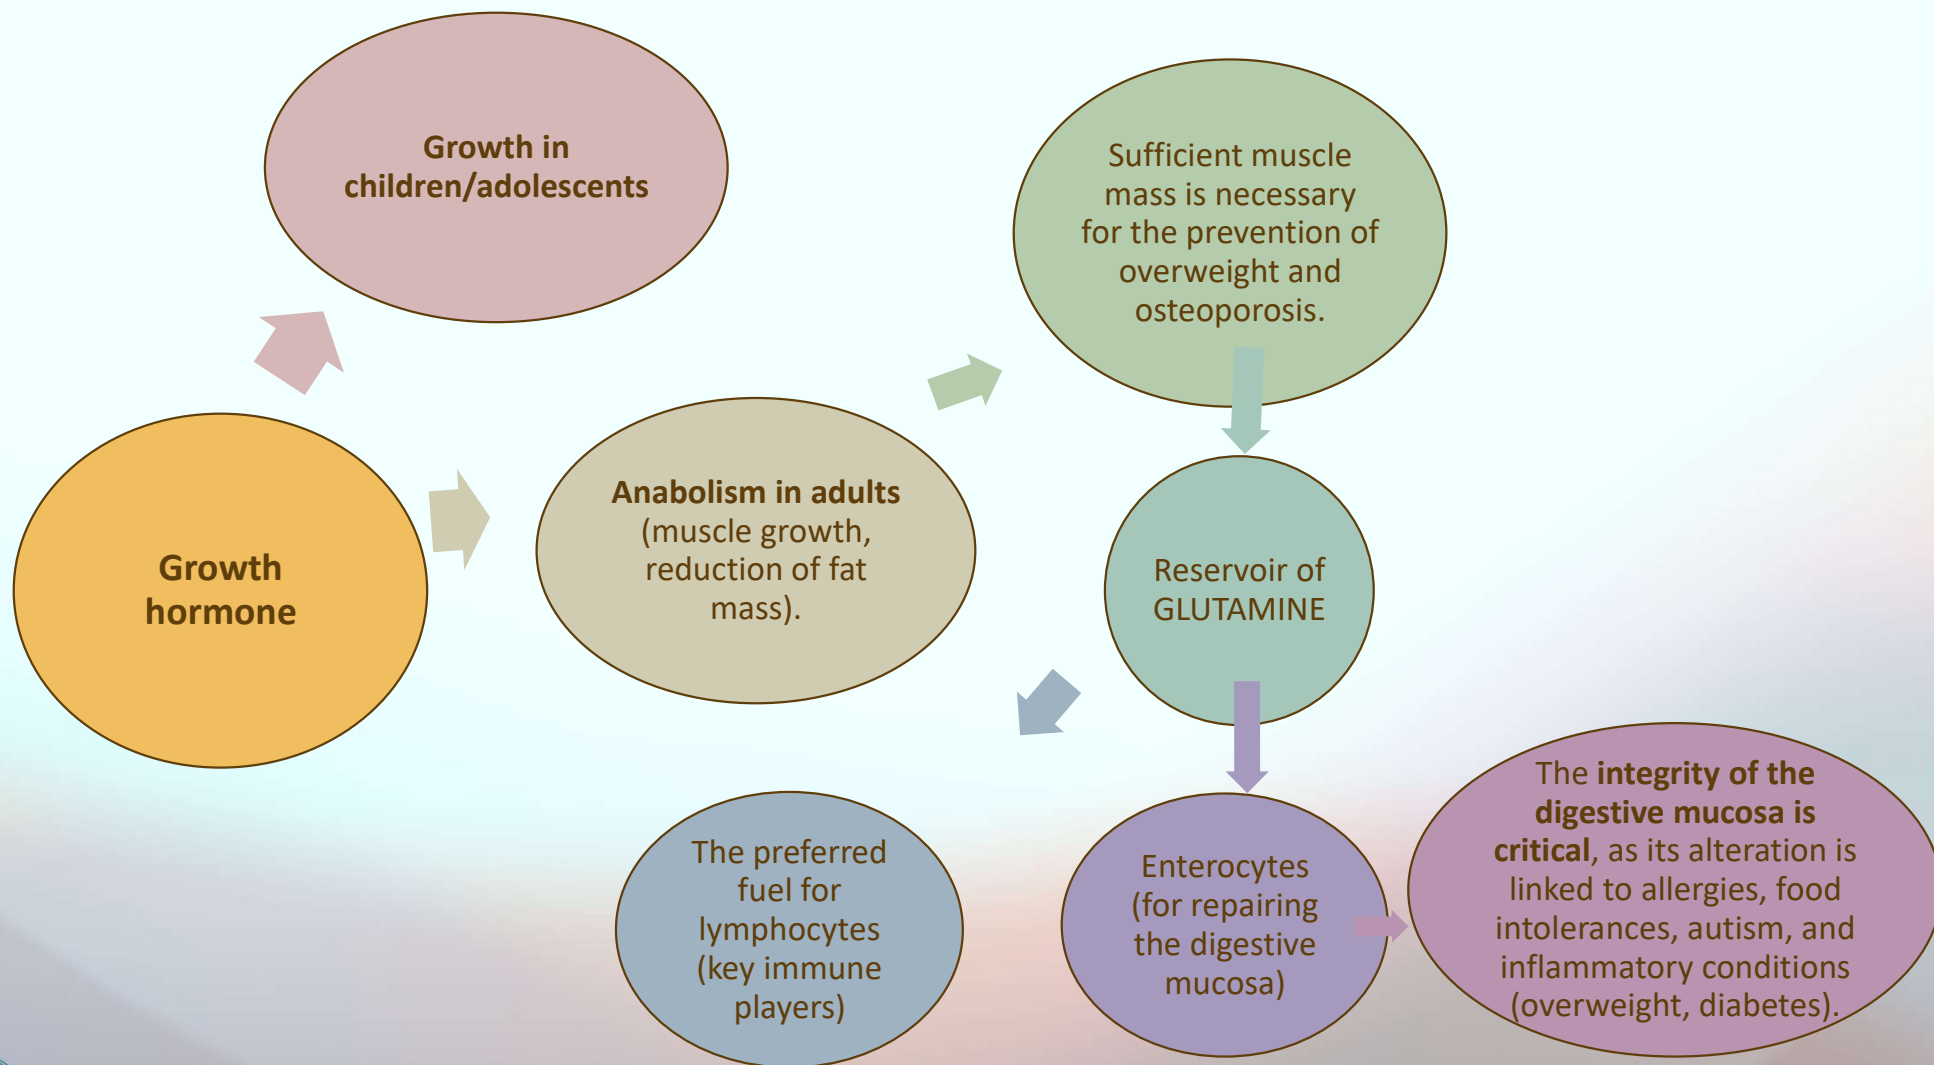 Growth in
children/adolescents
Sufficient muscle
mass is necessary
for the prevention of
overweight and
osteoporosis.
Growth
hormone
Anabolism in adults
(muscle growth,
reduction of fat
mass).
Reservoir of
GLUTAMINE
The preferred
fuel for
lymphocytes
(key immune
players)
Enterocytes
(for repairing
the digestive
mucosa)
The integrity of the
digestive mucosa is
critical, as its alteration is
linked to allergies, food
intolerances, autism, and
inflammatory conditions
(overweight, diabetes).